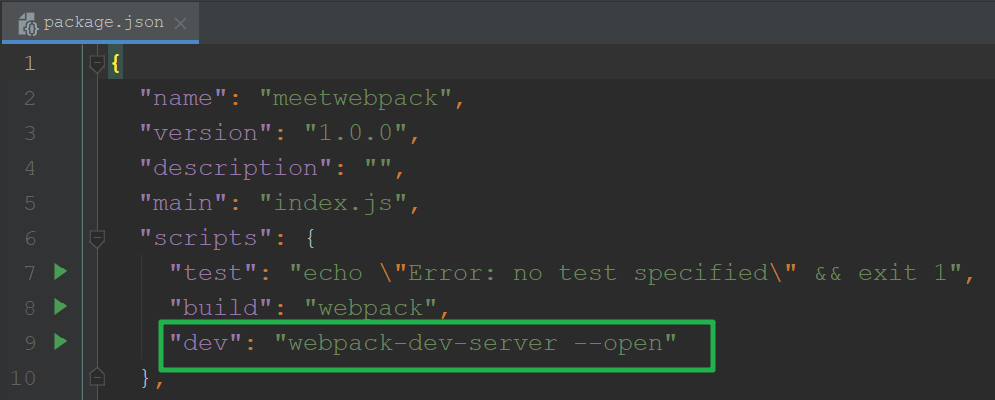 package.json
1 {
2 "name": "meetwebpack",
3 "version": "1.0.0",
4 "description": "",
5 "main": "index.js",
6 "scripts": {
7 "test": "echo \"Error: no test specified\" && exit 1",
8 "build": "webpack",
9 "dev": "webpack-dev-server --open"
10 },